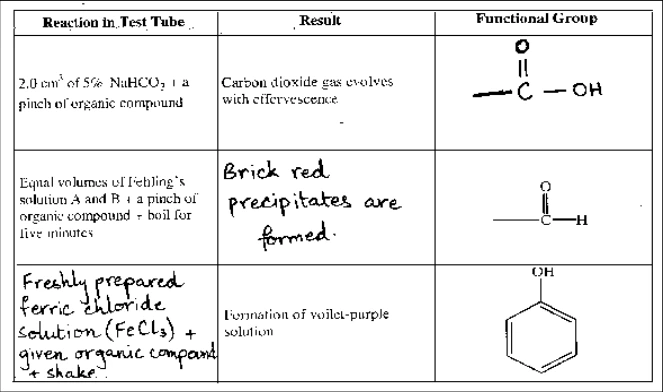 Reaction in Test Tube
Result
Functional Group
2.0 cm³ of 5% NaHCO₃ + a
pinch of organic compound
Carbon dioxide gas evolves
with effervescence
O
C — OH
Equal volumes of Fehling's
solution A and B + a pinch of
organic compound + boil for
five minutes
Brick red
precipitates are
formed.
O
C—H
Freshly prepared
ferric chloride
solution (FeCl₃) +
given organic compound
+ shake.
Formation of voilet-purple
solution
OH